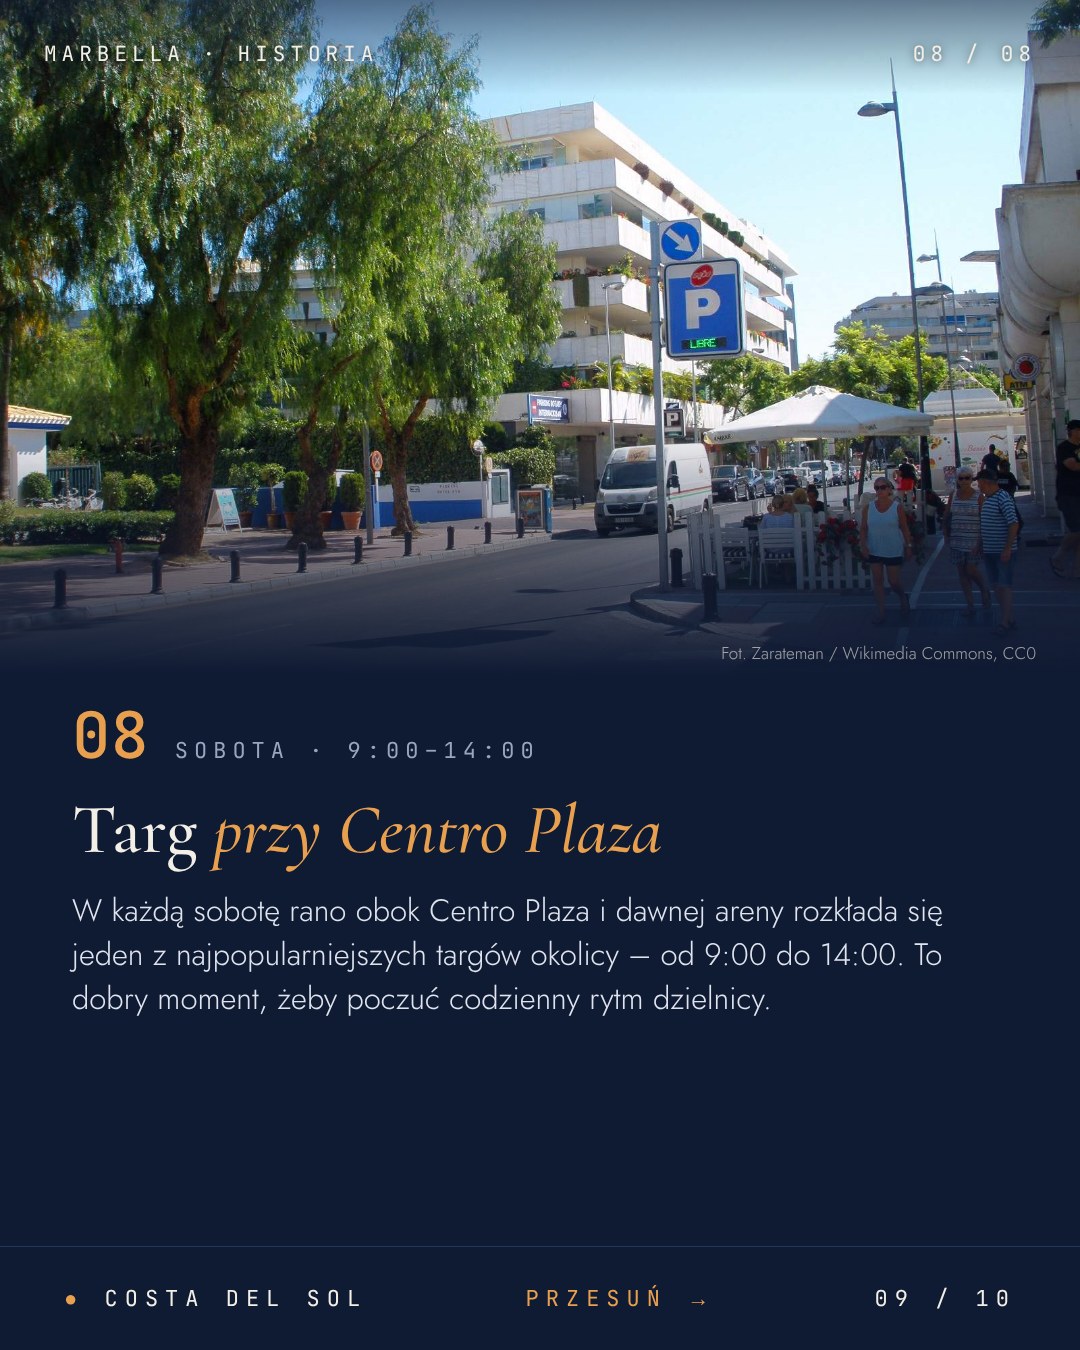 MARBELLA · HISTORIA
08 / 08
P
LIBRE
Fot. Zarateman / Wikimedia Commons, CC0
08 SOBOTA · 9:00–14:00
Targ przy Centro Plaza
W każdą sobotę rano obok Centro Plaza i dawnej areny rozkłada się
jeden z najpopularniejszych targów okolicy – od 9:00 do 14:00. To
dobry moment, żeby poczuć codzienny rytm dzielnicy.
• COSTA DEL SOL
PRZESUŃ →
09 / 10